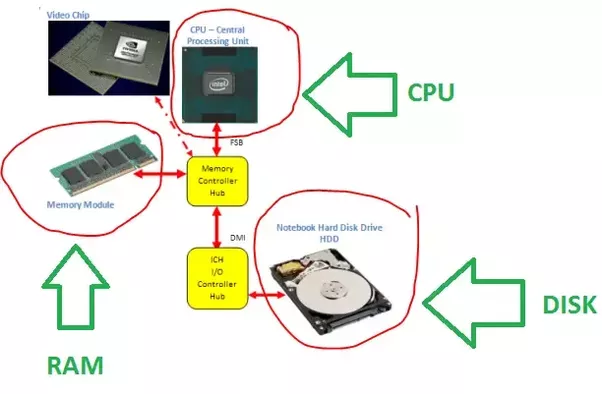 Video Chip
CPU – Central
Processing Unit
intel
CPU
FSB
Memory
Controller
Hub
Memory Module
Notebook Hard Disk Drive
HDD
DMI
ICH
I/O
Controller
Hub
DISK
RAM